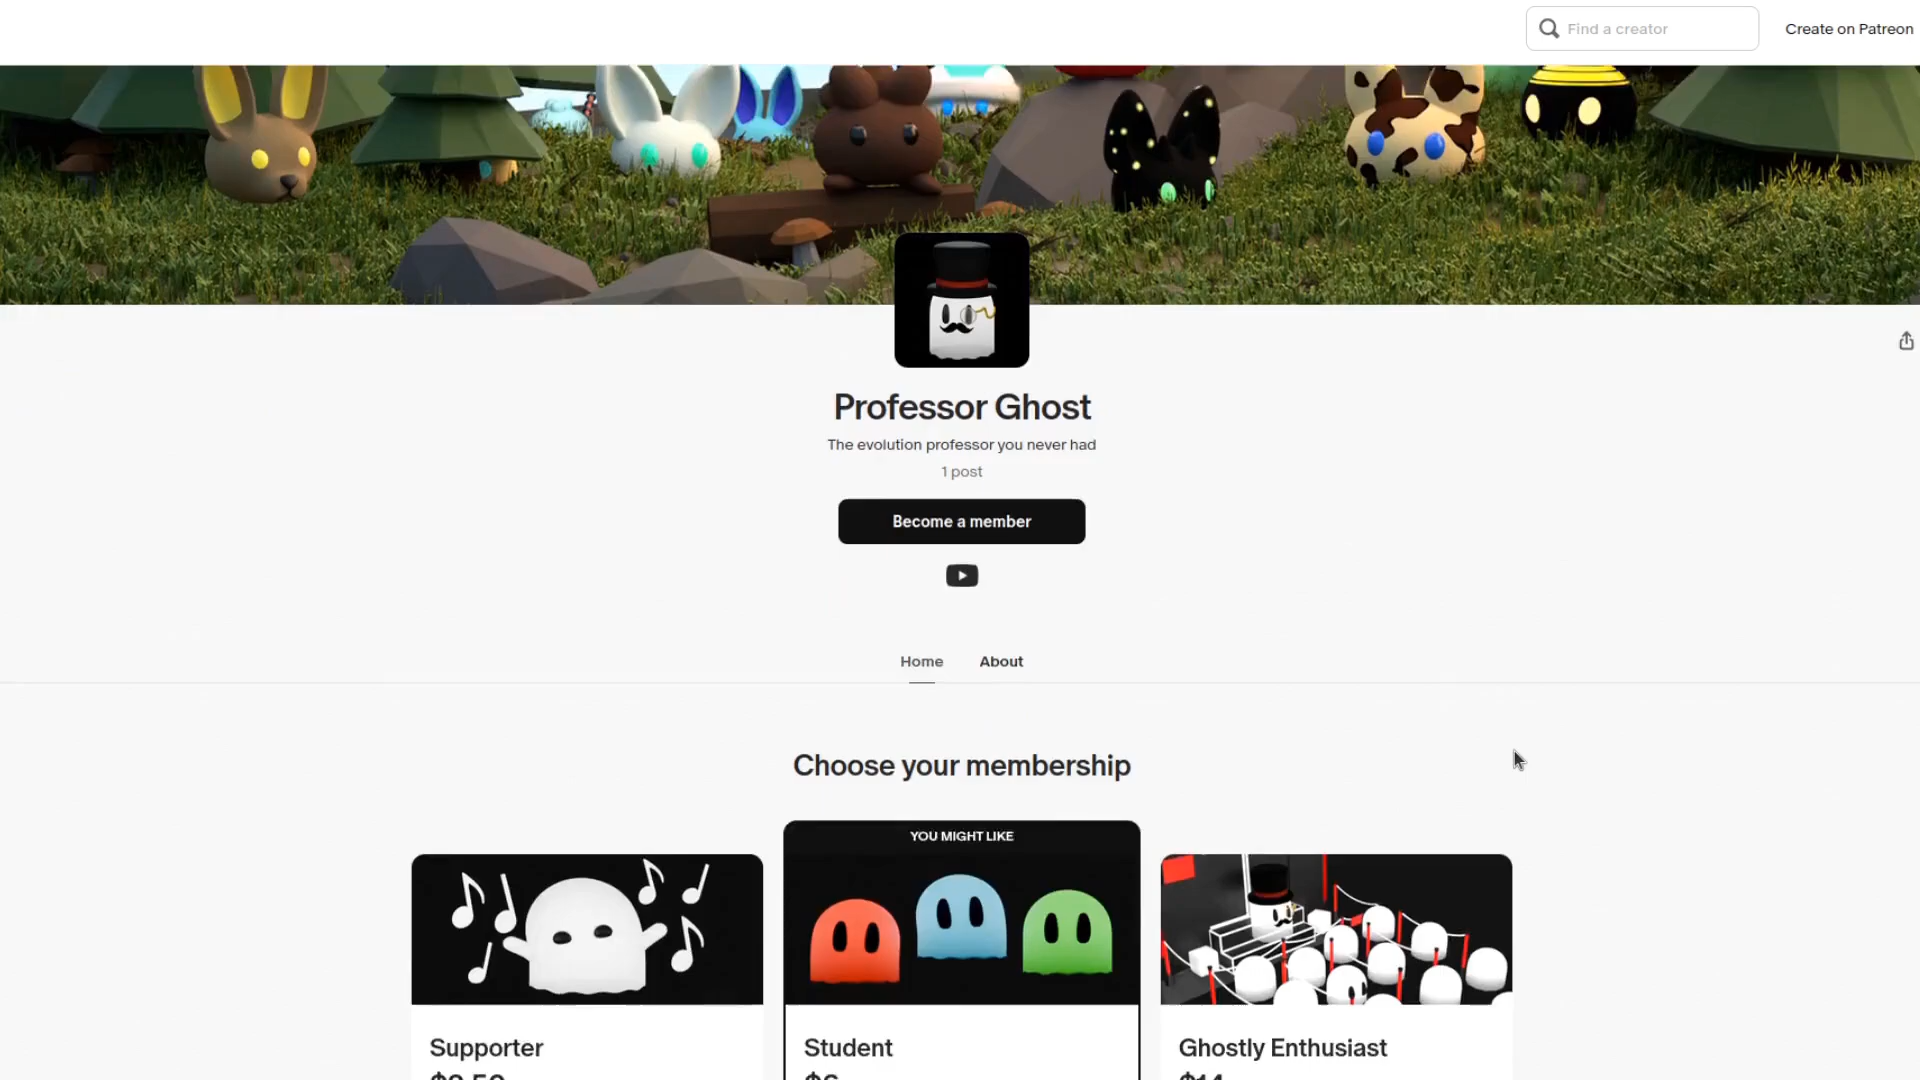 Find a creator
Create on Patreon
Professor Ghost
The evolution professor you never had
1 post
Become a member
Home
About
Choose your membership
YOU MIGHT LIKE
Supporter
Student
Ghostly Enthusiast